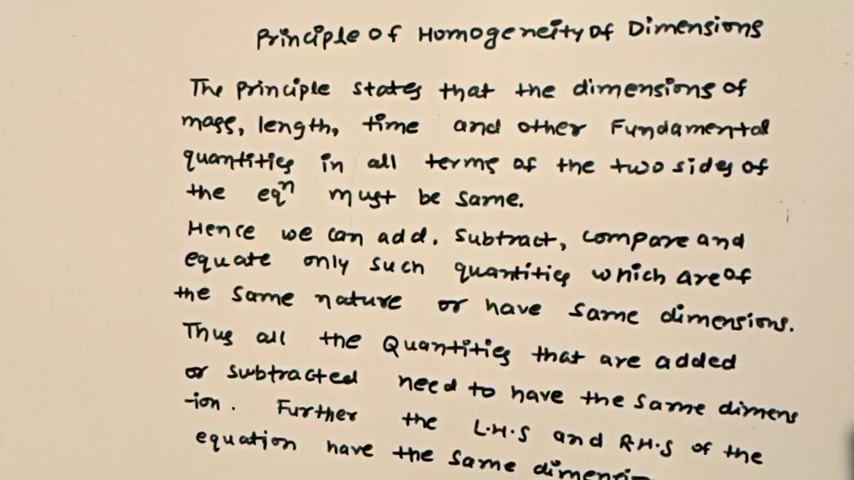 Principle of Homogeneity of Dimensions
The principle states that the dimensions of
mass, length, time and other Fundamental
quantities in all terms of the two sides of
the eqⁿ must be same.
Hence we can add, subtract, compare and
equate only such quantities which are of
the same nature or have same dimensions.
Thus all the Quantities that are added
or subtracted need to have the same dimens
-ion. Further the L.H.S and R.H.S of the
equation have the same